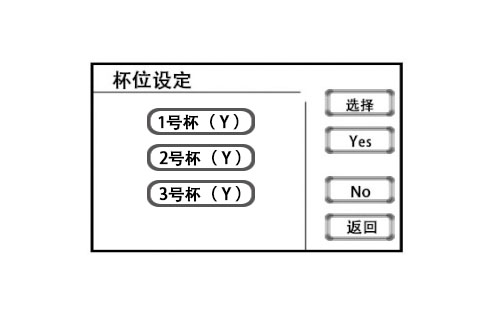 杯位设定
1号杯（Y）
2号杯（Y）
3号杯（Y）
选择
Yes
No
返回